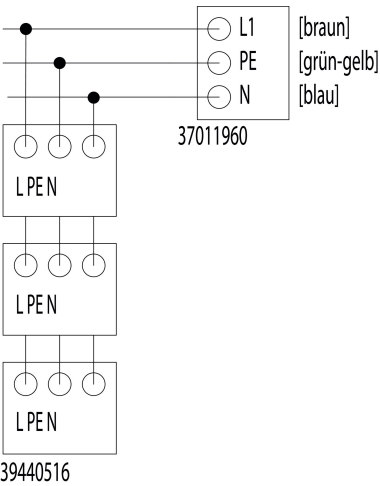 L1 [braun]
PE [grün-gelb]
N [blau]
37011960
L PE N
L PE N
L PE N
39440516